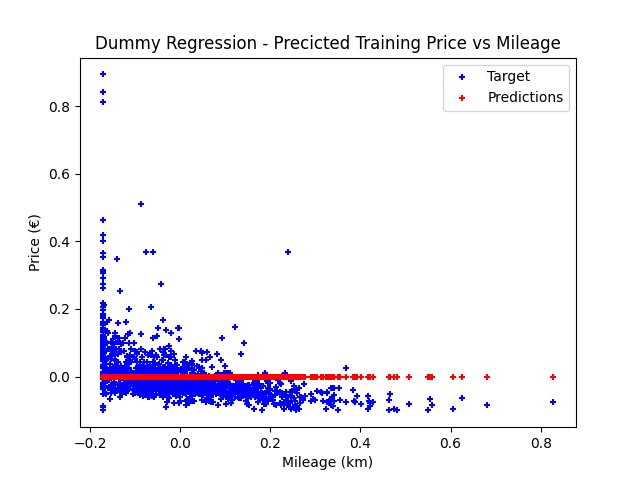 Dummy Regression - Precicted Training Price vs Mileage
Target
Predictions
Price (€)
0.8
0.6
0.4
0.2
0.0
−0.2
0.0
0.2
0.4
0.6
0.8
Mileage (km)